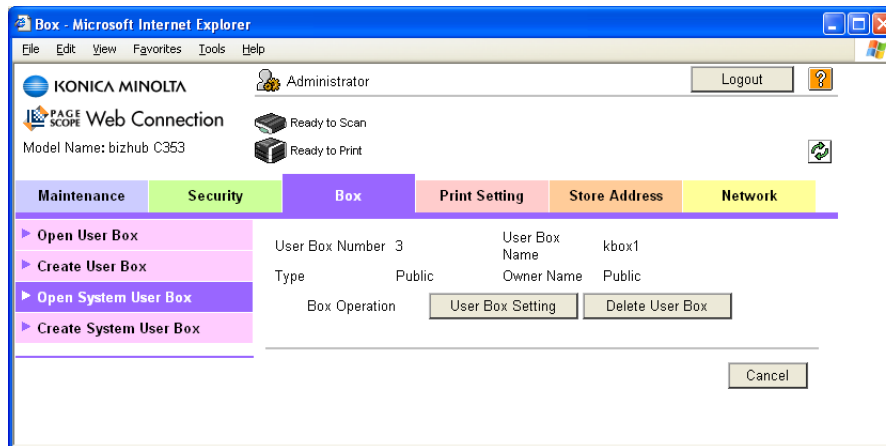 Box - Microsoft Internet Explorer
File Edit View Favorites Tools Help
KONICA MINOLTA
Administrator
Logout
?
PAGE SCOPE Web Connection
Ready to Scan
Model Name: bizhub C353
Ready to Print
Maintenance Security Box Print Setting Store Address Network
Open User Box
Create User Box
Open System User Box
Create System User Box
User Box Number 3
User Box
Name
kbox1
Type Public Owner Name Public
Box Operation User Box Setting Delete User Box
Cancel